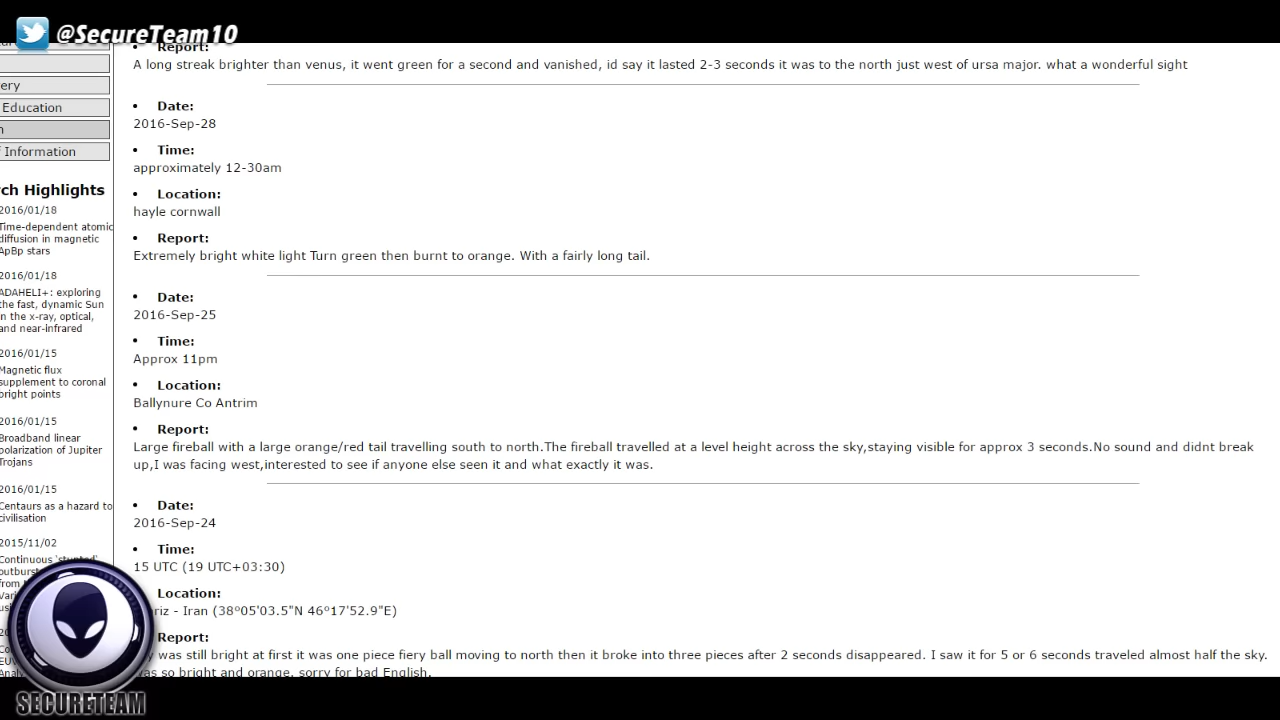 @SecureTeam10
Report:
A long streak brighter than venus, it went green for a second and vanished, id say it lasted 2-3 seconds it was to the north just west of ursa major. what a wonderful sight
Date:
2016-Sep-28
Time:
approximately 12-30am
Location:
hayle cornwall
Report:
Extremely bright white light Turn green then burnt to orange. With a fairly long tail.
Date:
2016-Sep-25
Time:
Approx 11pm
Location:
Ballynure Co Antrim
Report:
Large fireball with a large orange/red tail travelling south to north.The fireball travelled at a level height across the sky,staying visible for approx 3 seconds.No sound and didnt break
up,I was facing west,interested to see if anyone else seen it and what exactly it was.
Date:
2016-Sep-24
Time:
15 UTC (19 UTC+03:30)
Location:
riz - Iran (38º05'03.5"N 46º17'52.9"E)
Report:
was still bright at first it was one piece fiery ball moving to north then it broke into three pieces after 2 seconds disappeared. I saw it for 5 or 6 seconds traveled almost half the sky.
was so bright and orange, sorry for bad English.
ery
Education
n
Information
ch Highlights
2016/01/18
Time-dependent atomic
diffusion in magnetic
ApBp stars
2016/01/18
ADAHELI+: exploring
the fast, dynamic Sun
in the x-ray, optical,
and near-infrared
2016/01/15
Magnetic flux
supplement to coronal
bright points
2016/01/15
Broadband linear
polarization of Jupiter
Trojans
2016/01/15
Centaurs as a hazard to
civilisation
2015/11/02
Continuous 'stunted'
outburst
from
SECURETEAM